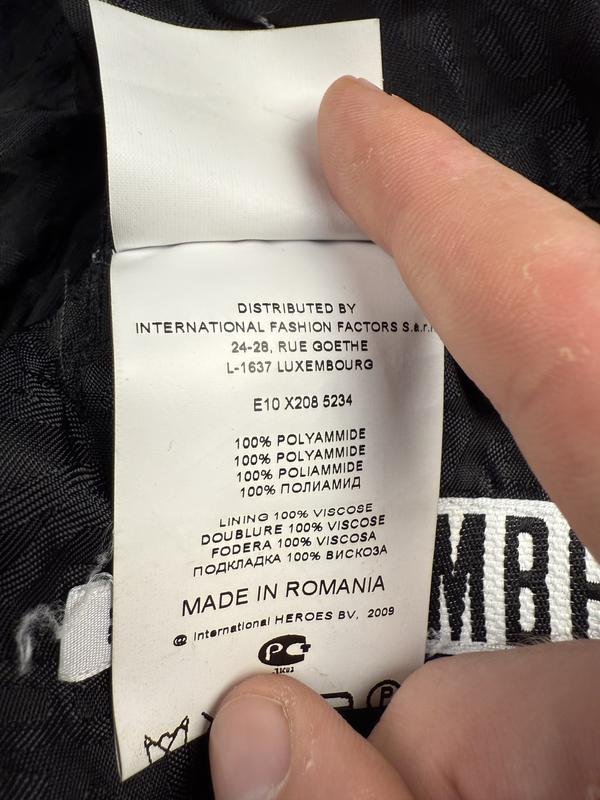 DISTRIBUTED BY
INTERNATIONAL FASHION FACTORS S.a.r.
24-28, RUE GOETHE
L-1637 LUXEMBOURG
E10 X208 5234
100% POLYAMMIDE
100% POLYAMMIDE
100% POLIAMMIDE
100% ПОЛИАМИД
LINING 100% VISCOSE
DOUBLURE 100% VISCOSE
FODERA 100% VISCOSA
ПОДКЛАДКА 100% ВИСКОЗА
MADE IN ROMANIA
© International HEROES BV, 2009
PC
P